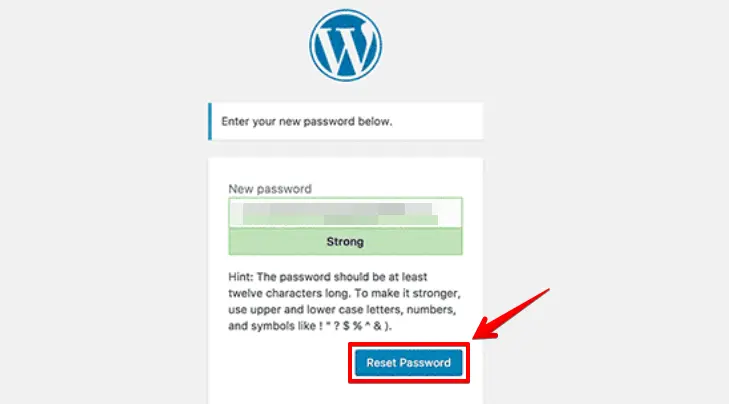 Enter your new password below.
New password
Strong
Hint: The password should be at least
twelve characters long. To make it stronger,
use upper and lower case letters, numbers,
and symbols like ! " ? $ % ^ & ).
Reset Password